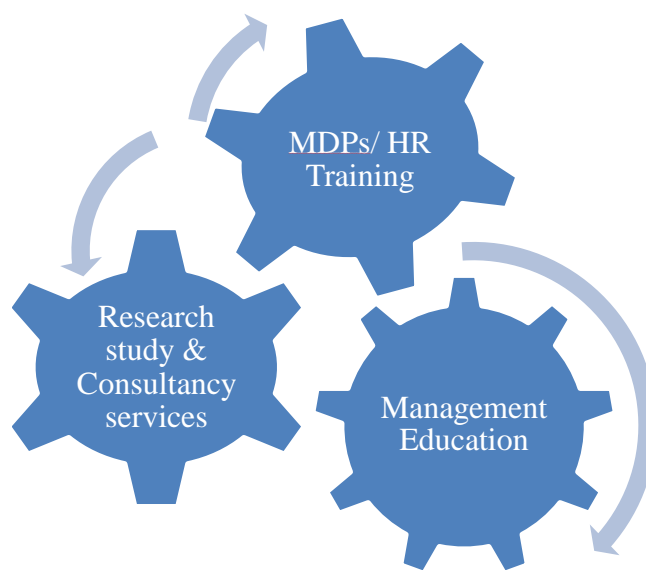 MDPs/ HR
Training
Research
study &
Consultancy
services
Management
Education